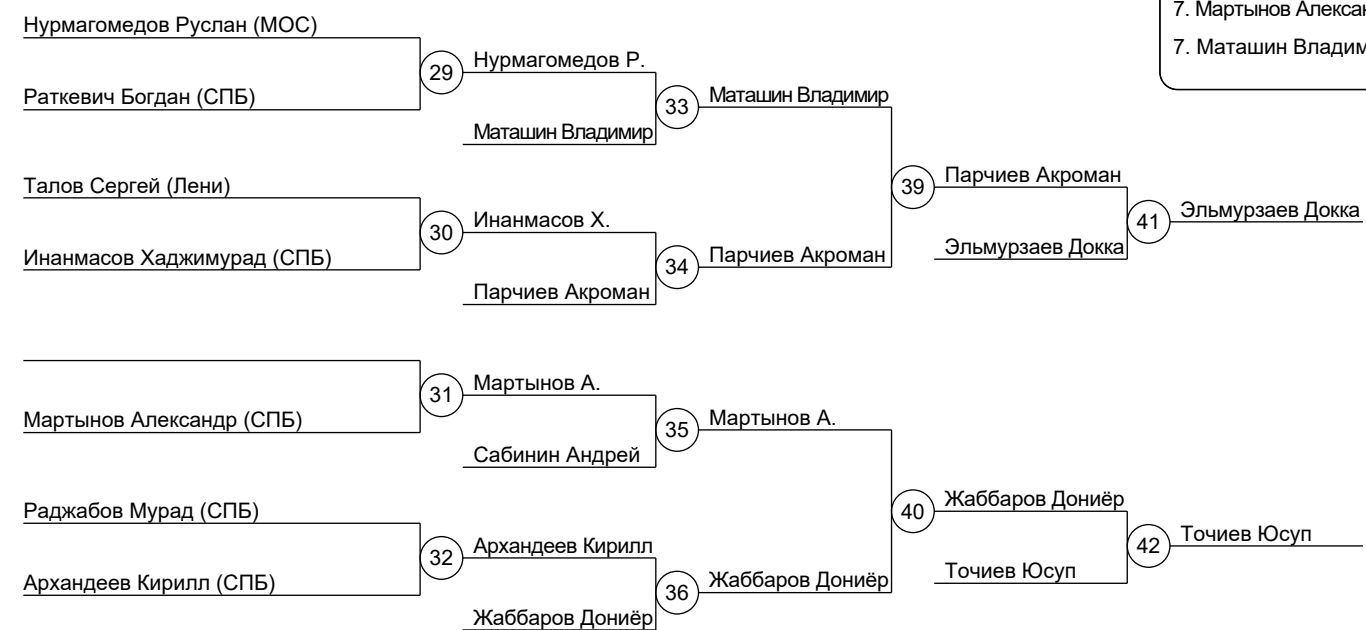 7. Мартынов
Нурмагомедов Руслан (МОС)
7. Маташин
29
Нурмагомедов Р.
Раткевич Богдан (СПБ)
33
Маташин Владимир
Маташин Владимир
Талов Сергей (Лени)
39
Парчиев Акроман
30
Инанмасов Х.
41
Эльмурзаев Докка
Инанмасов Хаджимурад (СПБ)
34
Парчиев Акроман
Эльмурзаев Докка
Парчиев Акроман
31
Мартынов А.
Мартынов Александр (СПБ)
35
Мартынов А.
Сабинин Андрей
Раджабов Мурад (СПБ)
40
Жаббаров Дониёр
32
Архандеев Кирилл
42
Точиев Юсуп
Архандеев Кирилл (СПБ)
36
Жаббаров Дониёр
Точиев Юсуп
Жаббаров Дониёр